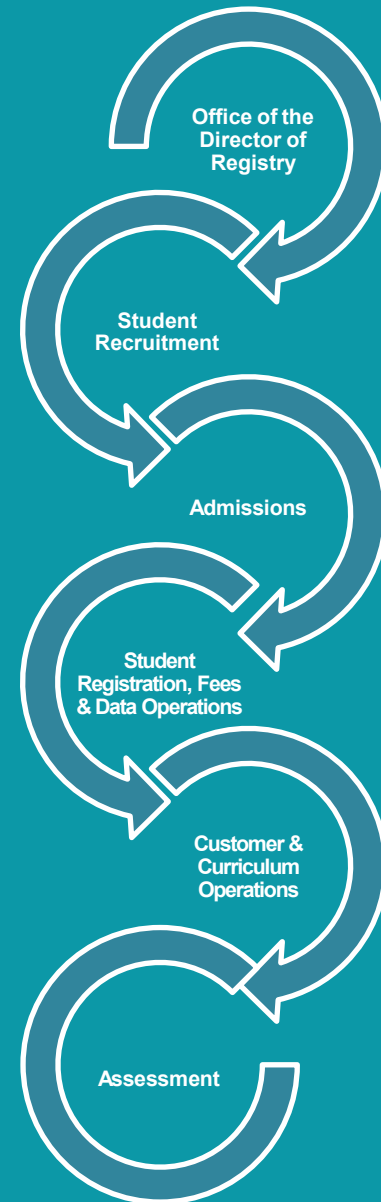 Office of the
Director of
Registry
Student
Recruitment
Admissions
Student
Registration, Fees
& Data Operations
Customer &
Curriculum
Operations
Assessment